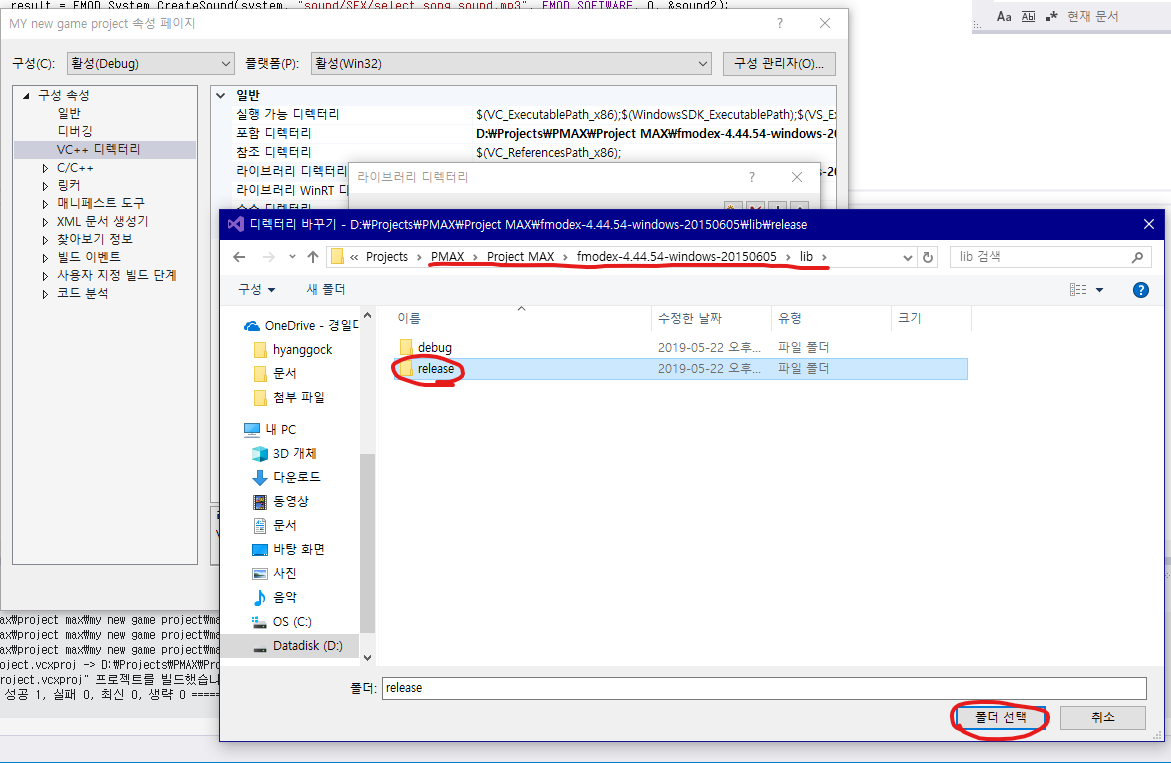 result = FMOD_System_CreateSound(system, "sound/SFX/select_song_sound.mp3", FMOD_SOFTWARE, 0, &sound2);
Aa Ab .* 현재 문서
MY new game project 속성 페이지 ?
구성(C): 활성(Debug) 플랫폼(P): 활성(Win32) 구성 관리자(O)...
구성 속성
일반
디버깅
VC++ 디렉터리
C/C++
링커
매니페스트 도구
XML 문서 생성기
찾아보기 정보
빌드 이벤트
사용자 지정 빌드 단계
코드 분석
일반
실행 가능 디렉터리 $(VC_ExecutablePath_x86);$(WindowsSDK_ExecutablePath);$(VS_Ex
포함 디렉터리 D:₩Projects₩PMAX₩Project MAX₩fmodex-4.44.54-windows-20
참조 디렉터리 $(VC_ReferencesPath_x86);
라이브러리 디렉터리
라이브러리 WinRT 디
라이브러리 디렉터리 ?
디렉터리 바꾸기 - D:₩Projects₩PMAX₩Project MAX₩fmodex-4.44.54-windows-20150605₩lib₩release
« Projects › PMAX › Project MAX › fmodex-4.44.54-windows-20150605 › lib › lib 검색
구성 새 폴더 ?
OneDrive - 경일대
hyanggock
문서
첨부 파일
내 PC
3D 개체
다운로드
동영상
문서
바탕 화면
사진
음악
OS (C:)
Datadisk (D:)
이름 수정한 날짜 유형 크기
debug 2019-05-22 오후... 파일 폴더
release 2019-05-22 오후... 파일 폴더
폴더: release
폴더 선택 취소
ax₩project max₩my new game project₩ma
ax₩project max₩my new game project₩ma
ax₩project max₩my new game project₩ma
oject.vcxproj -> D:₩Projects₩PMAX₩Pro
roject.vcxproj" 프로젝트를 빌드했습니
성공 1, 실패 0, 최신 0, 생략 0 =====